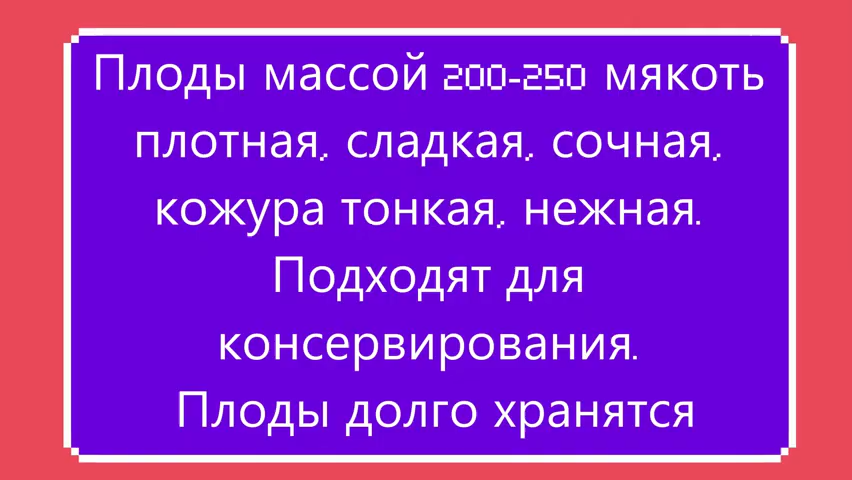 Плоды массой 200-250 мякоть
плотная, сладкая, сочная,
кожура тонкая, нежная.
Подходят для
консервирования.
Плоды долго хранятся